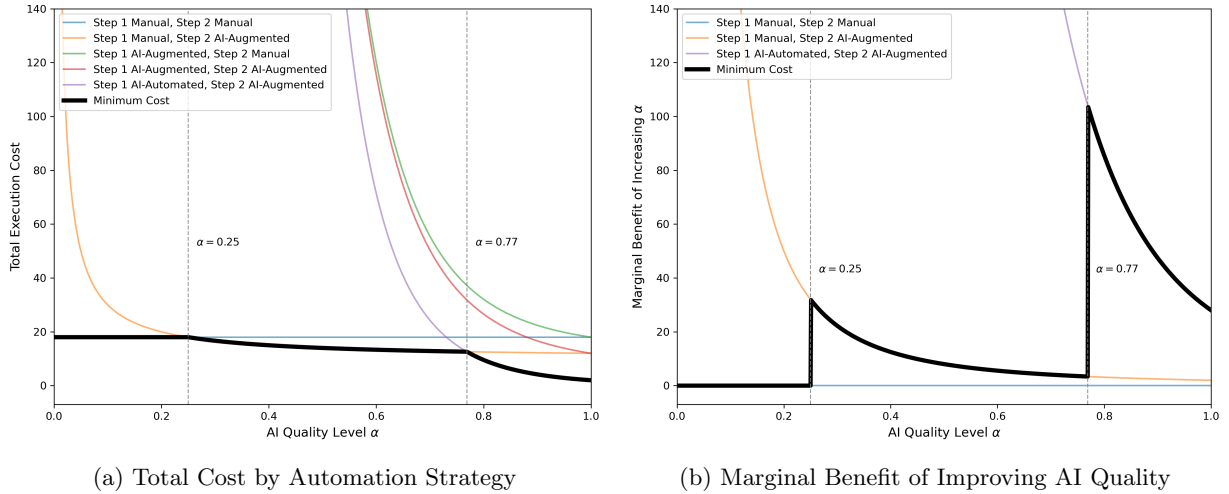 Step 1 Manual, Step 2 Manual
Step 1 Manual, Step 2 AI-Augmented
Step 1 AI-Augmented, Step 2 Manual
Step 1 AI-Augmented, Step 2 AI-Augmented
Step 1 AI-Automated, Step 2 AI-Augmented
Minimum Cost
140
120
100
80
60
40
20
0
Total Execution Cost
α = 0.25
α = 0.77
0.0
0.2
0.4
0.6
0.8
1.0
AI Quality Level α
(a) Total Cost by Automation Strategy
Step 1 Manual, Step 2 Manual
Step 1 Manual, Step 2 AI-Augmented
Step 1 AI-Automated, Step 2 AI-Augmented
Minimum Cost
140
120
100
80
60
40
20
0
Marginal Benefit of Increasing α
α = 0.25
α = 0.77
0.0
0.2
0.4
0.6
0.8
1.0
AI Quality Level α
(b) Marginal Benefit of Improving AI Quality